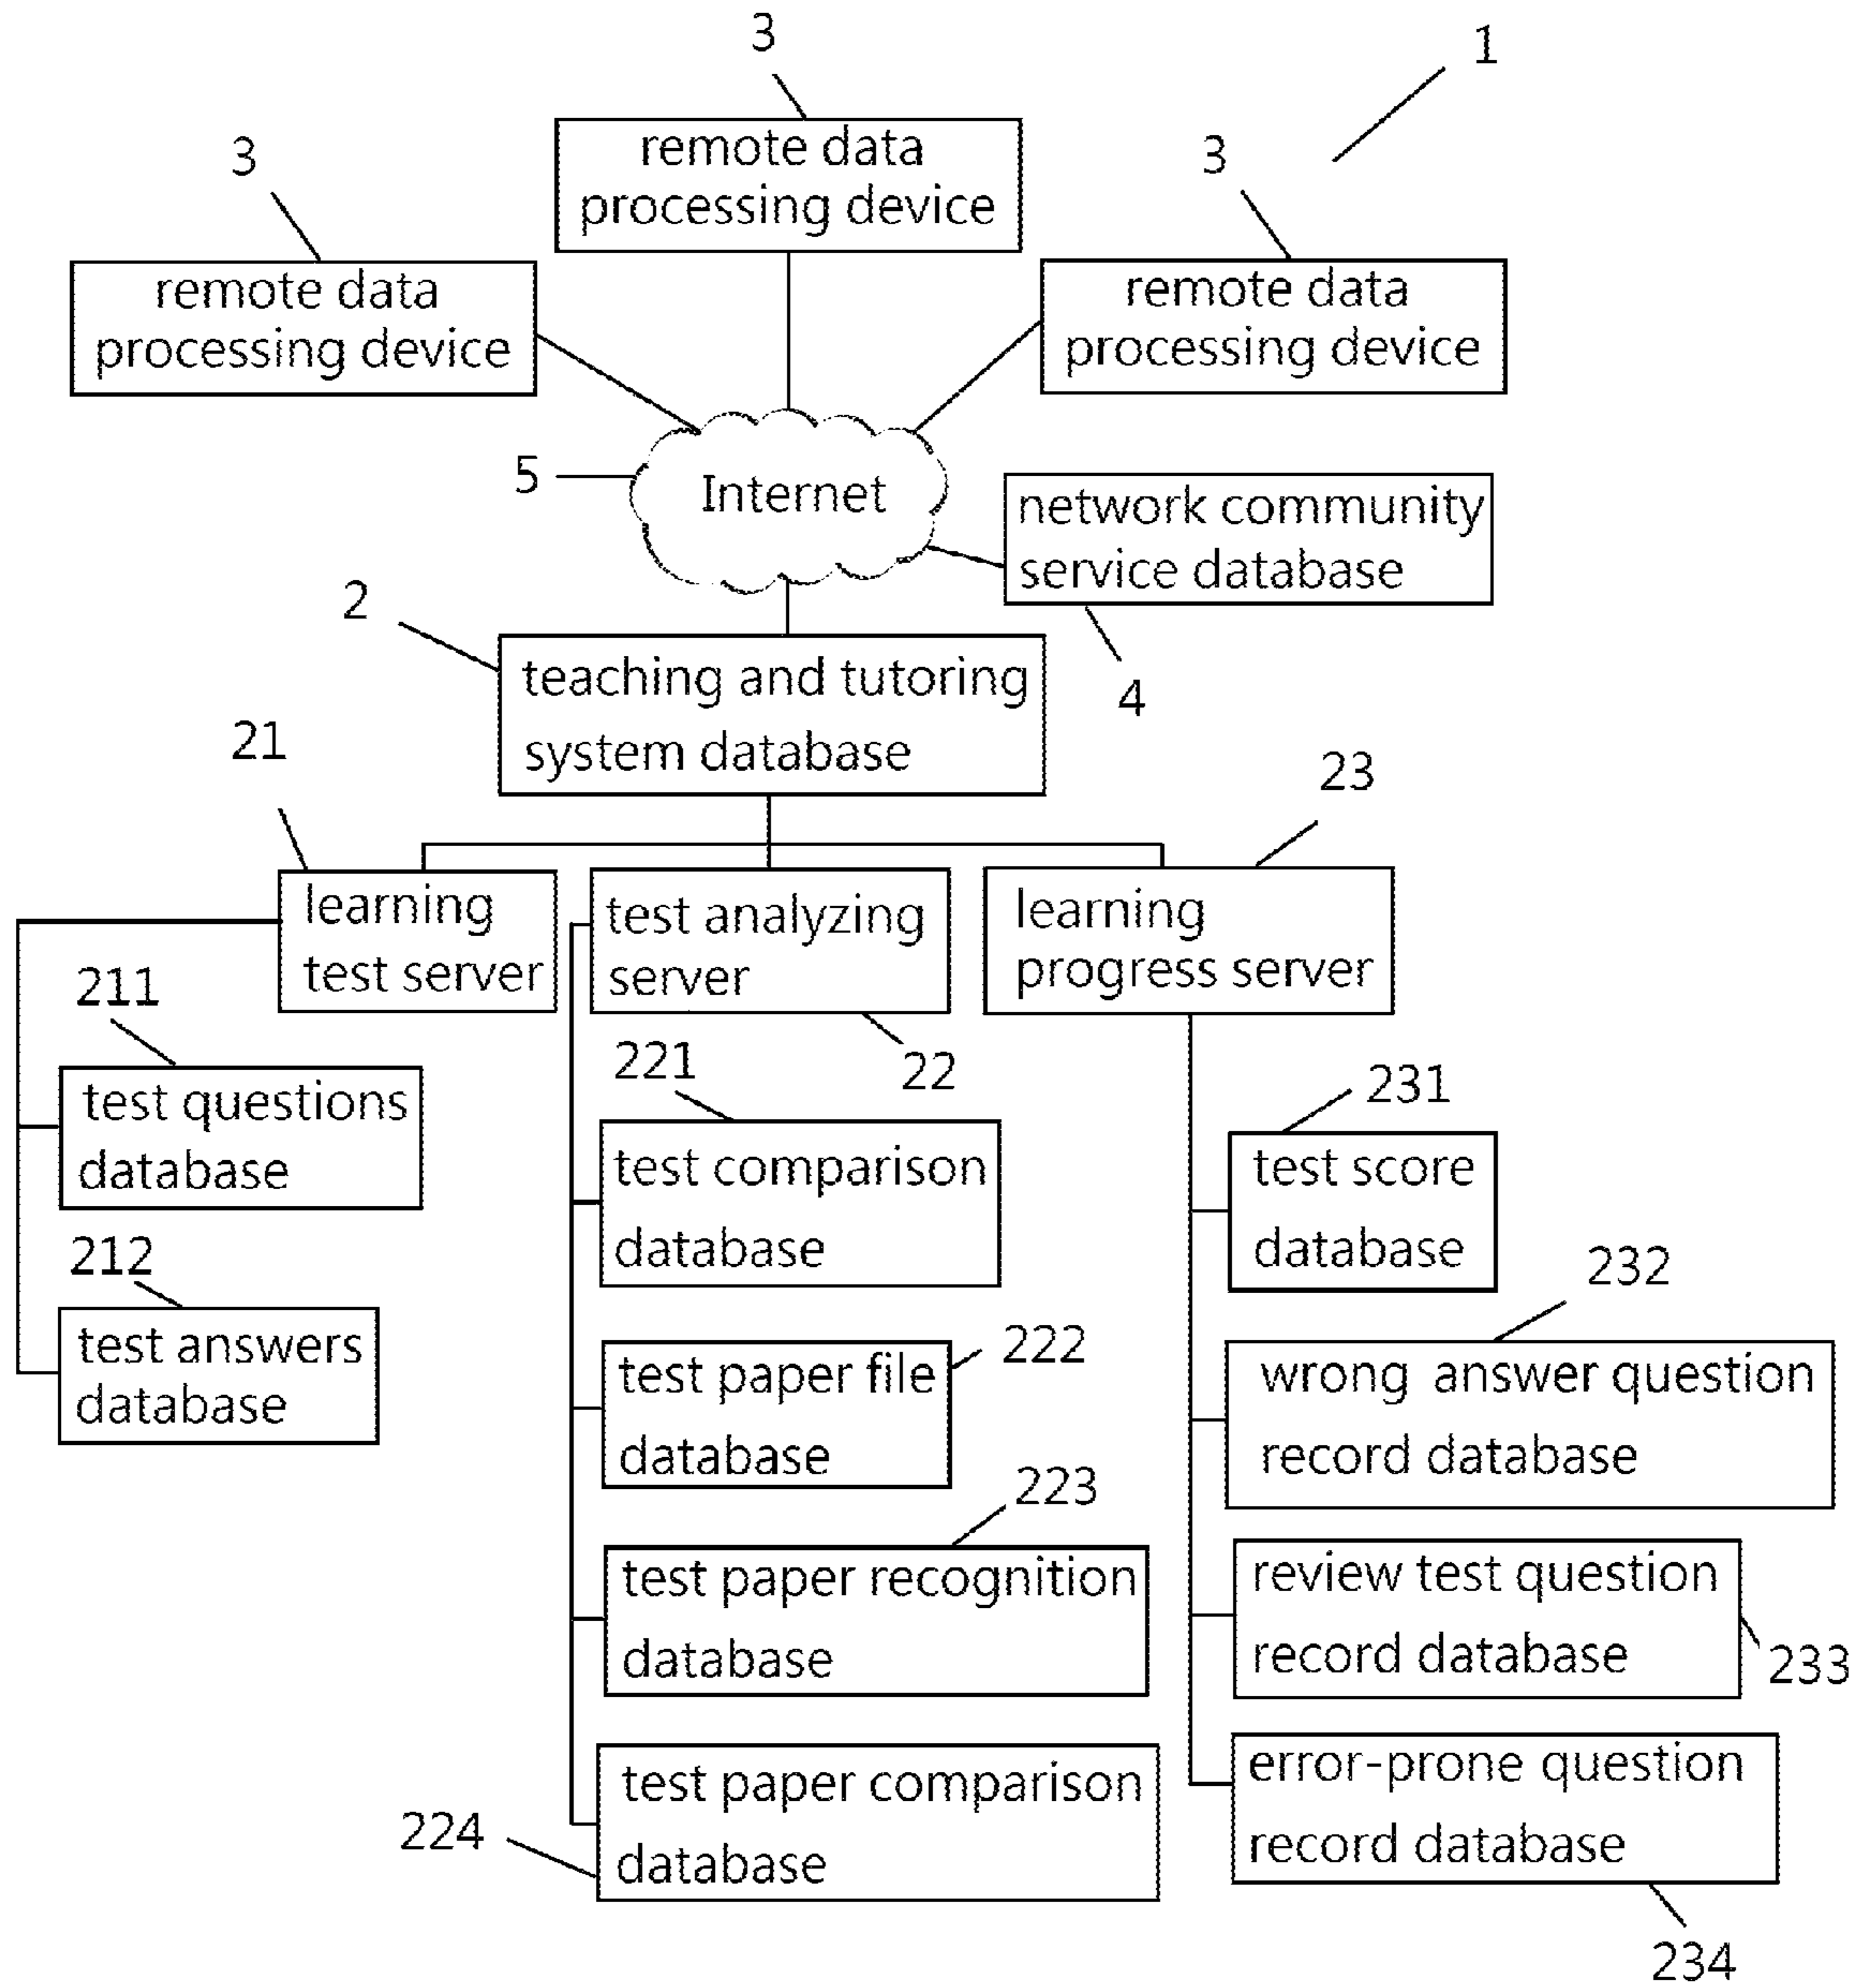 3
1
remote data
processing device
3
3
remote data
processing device
remote data
processing device
5
Internet
network community
service database
2
4
teaching and tutoring
system database
21
23
learning
test server
test analyzing
server
learning
progress server
211
22
221
231
test questions
database
test comparison
database
test score
database
212
232
test answers
database
222
test paper file
database
wrong answer question
record database
223
test paper recognition
database
review test question
record database
233
test paper comparison
database
224
error-prone question
record database
234